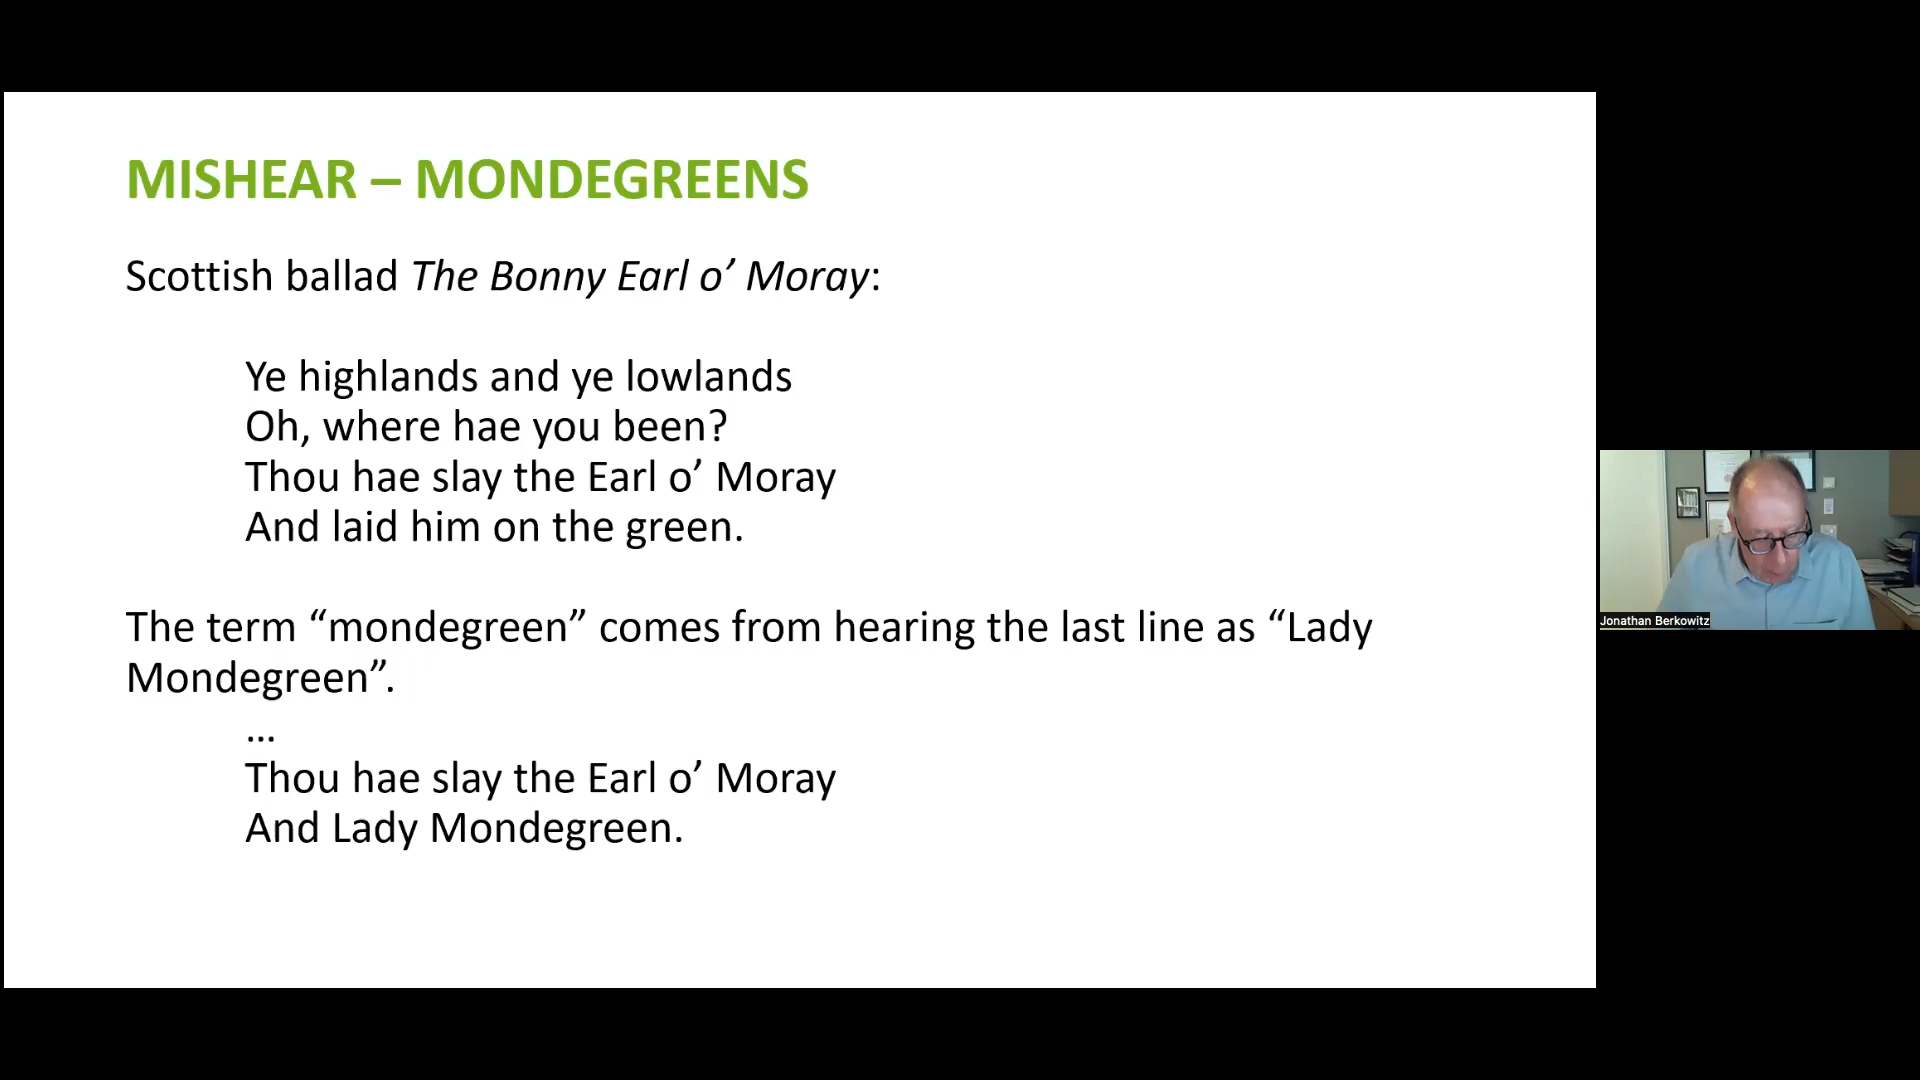 MISHEAR – MONDEGREENS
Scottish ballad The Bonny Earl o’ Moray:
Ye highlands and ye lowlands
Oh, where hae you been?
Thou hae slay the Earl o’ Moray
And laid him on the green.
The term “mondegreen” comes from hearing the last line as “Lady
Mondegreen”.
...
Thou hae slay the Earl o’ Moray
And Lady Mondegreen.
Jonathan Berkowitz